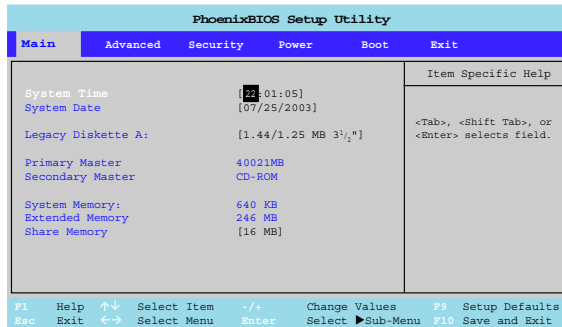 PhoenixBIOS Setup Utility
Main Advanced Security Power Boot Exit
Item Specific Help
System Time [22:01:05]
System Date [07/25/2003]
<Tab>, <Shift Tab>, or
<Enter> selects field.
Legacy Diskette A: [1.44/1.25 MB 3½"]
Primary Master 40021MB
Secondary Master CD-ROM
System Memory: 640 KB
Extended Memory 246 MB
Share Memory [16 MB]
F1 Help ↑↓ Select Item -/+ Change Values F9 Setup Defaults
Esc Exit ←→ Select Menu Enter Select ▶Sub-Menu F10 Save and Exit